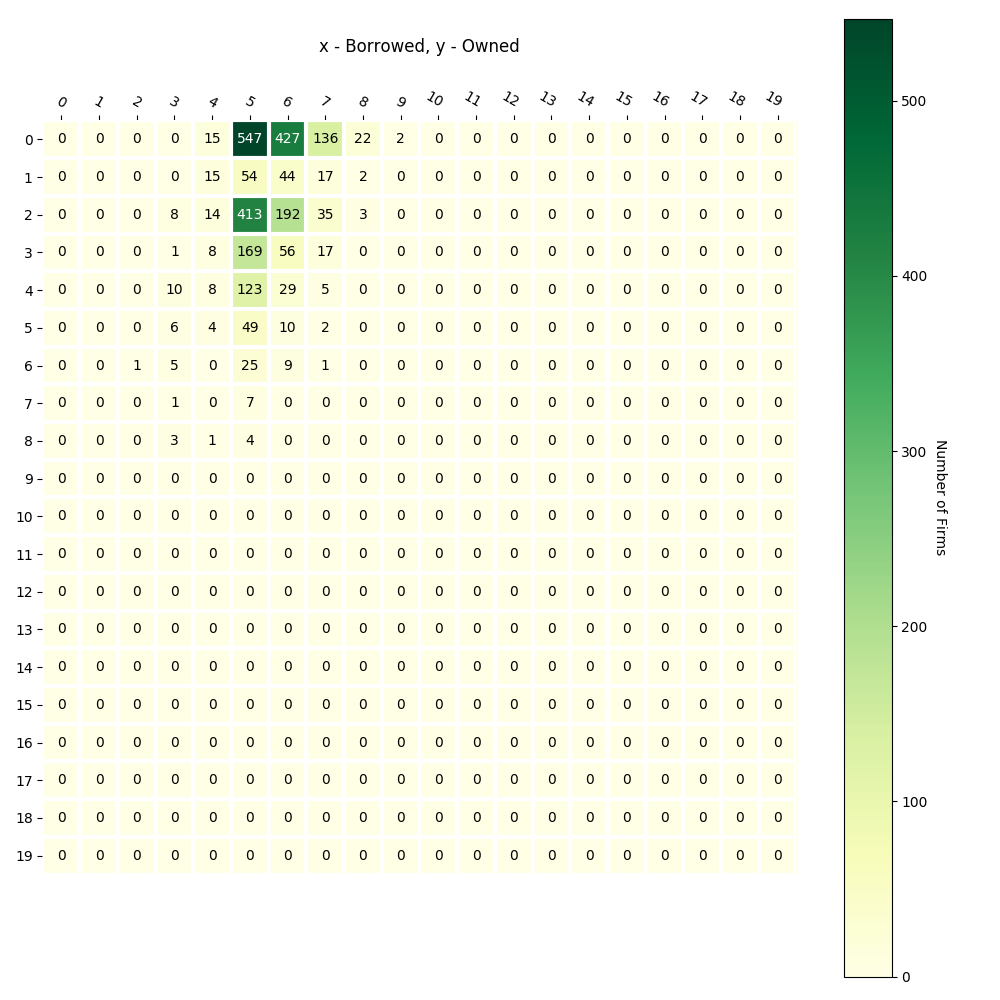 x - Borrowed, y - Owned
0 1 2 3 4 5 6 7 8 9 10 11 12 13 14 15 16 17 18 19
0 0 0 0 0 15 547 427 136 22 2 0 0 0 0 0 0 0 0 0 0
1 0 0 0 0 15 54 44 17 2 0 0 0 0 0 0 0 0 0 0 0
2 0 0 0 8 14 413 192 35 3 0 0 0 0 0 0 0 0 0 0 0
3 0 0 0 1 8 169 56 17 0 0 0 0 0 0 0 0 0 0 0 0
4 0 0 0 10 8 123 29 5 0 0 0 0 0 0 0 0 0 0 0 0
5 0 0 0 6 4 49 10 2 0 0 0 0 0 0 0 0 0 0 0 0
6 0 0 1 5 0 25 9 1 0 0 0 0 0 0 0 0 0 0 0 0
7 0 0 0 1 0 7 0 0 0 0 0 0 0 0 0 0 0 0 0 0
8 0 0 0 3 1 4 0 0 0 0 0 0 0 0 0 0 0 0 0 0
9 0 0 0 0 0 0 0 0 0 0 0 0 0 0 0 0 0 0 0 0
10 0 0 0 0 0 0 0 0 0 0 0 0 0 0 0 0 0 0 0 0
11 0 0 0 0 0 0 0 0 0 0 0 0 0 0 0 0 0 0 0 0
12 0 0 0 0 0 0 0 0 0 0 0 0 0 0 0 0 0 0 0 0
13 0 0 0 0 0 0 0 0 0 0 0 0 0 0 0 0 0 0 0 0
14 0 0 0 0 0 0 0 0 0 0 0 0 0 0 0 0 0 0 0 0
15 0 0 0 0 0 0 0 0 0 0 0 0 0 0 0 0 0 0 0 0
16 0 0 0 0 0 0 0 0 0 0 0 0 0 0 0 0 0 0 0 0
17 0 0 0 0 0 0 0 0 0 0 0 0 0 0 0 0 0 0 0 0
18 0 0 0 0 0 0 0 0 0 0 0 0 0 0 0 0 0 0 0 0
19 0 0 0 0 0 0 0 0 0 0 0 0 0 0 0 0 0 0 0 0
500
400
300
200
100
0
Number of Firms